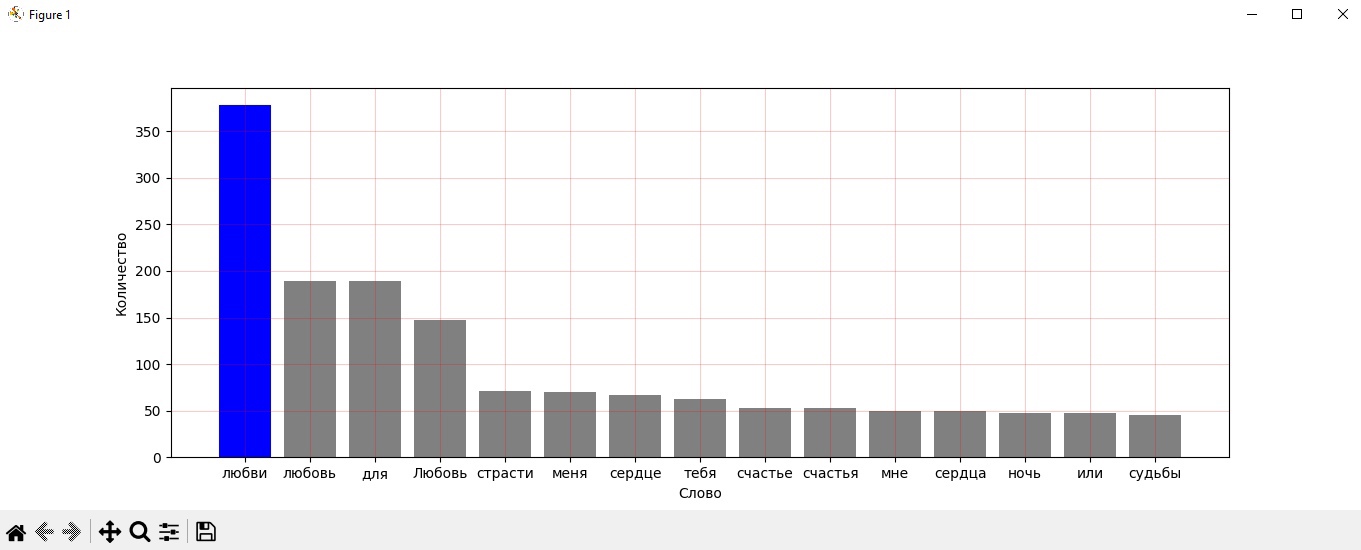 Figure 1
350
300
250
200
150
100
50
0
Количество
любви любовь для Любовь страсти меня сердце тебя счастье счастья мне сердца ночь или судьбы
Слово